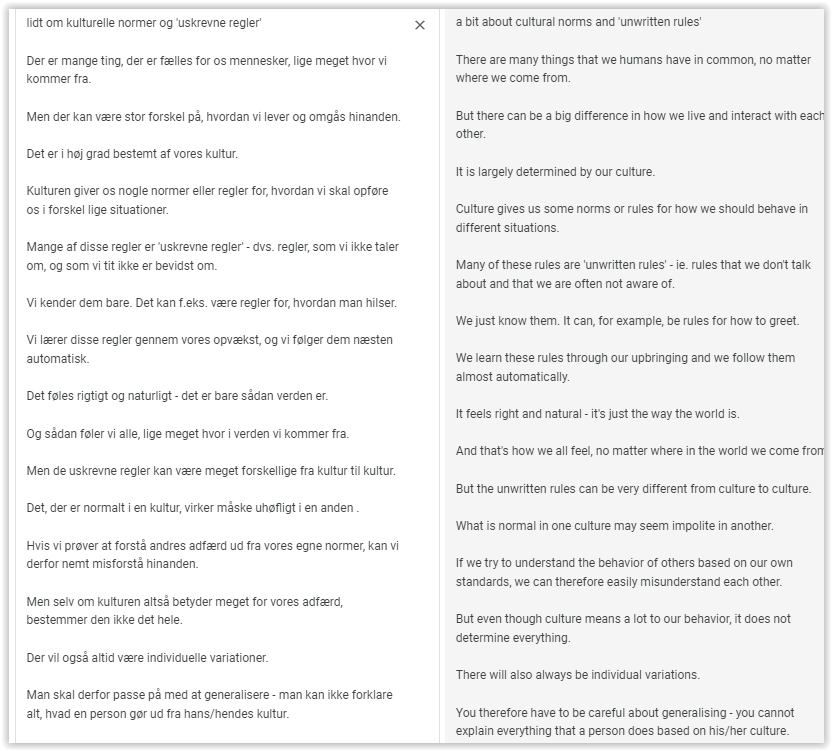 lidt om kulturelle normer og 'uskrevne regler'
Der er mange ting, der er fælles for os mennesker, lige meget hvor vi
kommer fra.
Men der kan være stor forskel på, hvordan vi lever og omgås hinanden.
Det er i høj grad bestemt af vores kultur.
Kulturen giver os nogle normer eller regler for, hvordan vi skal opføre
os i forskel lige situationer.
Mange af disse regler er 'uskrevne regler' - dvs. regler, som vi ikke taler
om, og som vi tit ikke er bevidst om.
Vi kender dem bare. Det kan f.eks. være regler for, hvordan man hilser.
Vi lærer disse regler gennem vores opvækst, og vi følger dem næsten
automatisk.
Det føles rigtigt og naturligt - det er bare sådan verden er.
Og sådan føler vi alle, lige meget hvor i verden vi kommer fra.
Men de uskrevne regler kan være meget forskellige fra kultur til kultur.
Det, der er normalt i en kultur, virker måske uhøfligt i en anden .
Hvis vi prøver at forstå andres adfærd ud fra vores egne normer, kan vi
derfor nemt misforstå hinanden.
Men selv om kulturen altså betyder meget for vores adfærd,
bestemmer den ikke det hele.
Der vil også altid være individuelle variationer.
Man skal derfor passe på med at generalisere - man kan ikke forklare
alt, hvad en person gør ud fra hans/hendes kultur.
a bit about cultural norms and 'unwritten rules'
There are many things that we humans have in common, no matter
where we come from.
But there can be a big difference in how we live and interact with each
other.
It is largely determined by our culture.
Culture gives us some norms or rules for how we should behave in
different situations.
Many of these rules are 'unwritten rules' - ie. rules that we don't talk
about and that we are often not aware of.
We just know them. It can, for example, be rules for how to greet.
We learn these rules through our upbringing and we follow them
almost automatically.
It feels right and natural - it's just the way the world is.
And that's how we all feel, no matter where in the world we come from
But the unwritten rules can be very different from culture to culture.
What is normal in one culture may seem impolite in another.
If we try to understand the behavior of others based on our own
standards, we can therefore easily misunderstand each other.
But even though culture means a lot to our behavior, it does not
determine everything.
There will also always be individual variations.
You therefore have to be careful about generalising - you cannot
explain everything that a person does based on his/her culture.